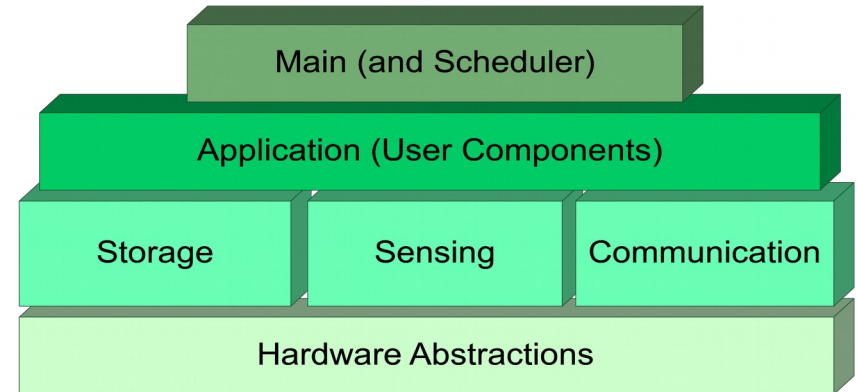 Main (and Scheduler)
Application (User Components)
Storage
Sensing
Communication
Hardware Abstractions